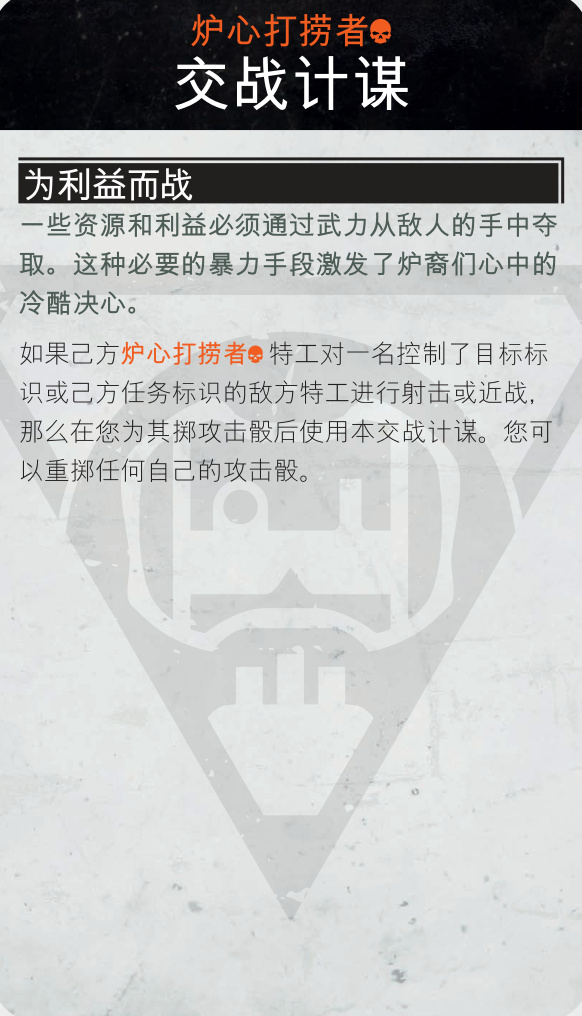 炉心打捞者
交战计谋
为利益而战
一些资源和利益必须通过武力从敌人的手中夺
取。这种必要的暴力手段激发了炉裔们心中的
冷酷决心。
如果己方炉心打捞者 特工对一名控制了目标标
识或己方任务标识的敌方特工进行射击或近战，
那么在您为其掷攻击骰后使用本交战计谋。您可
以重掷任何自己的攻击骰。